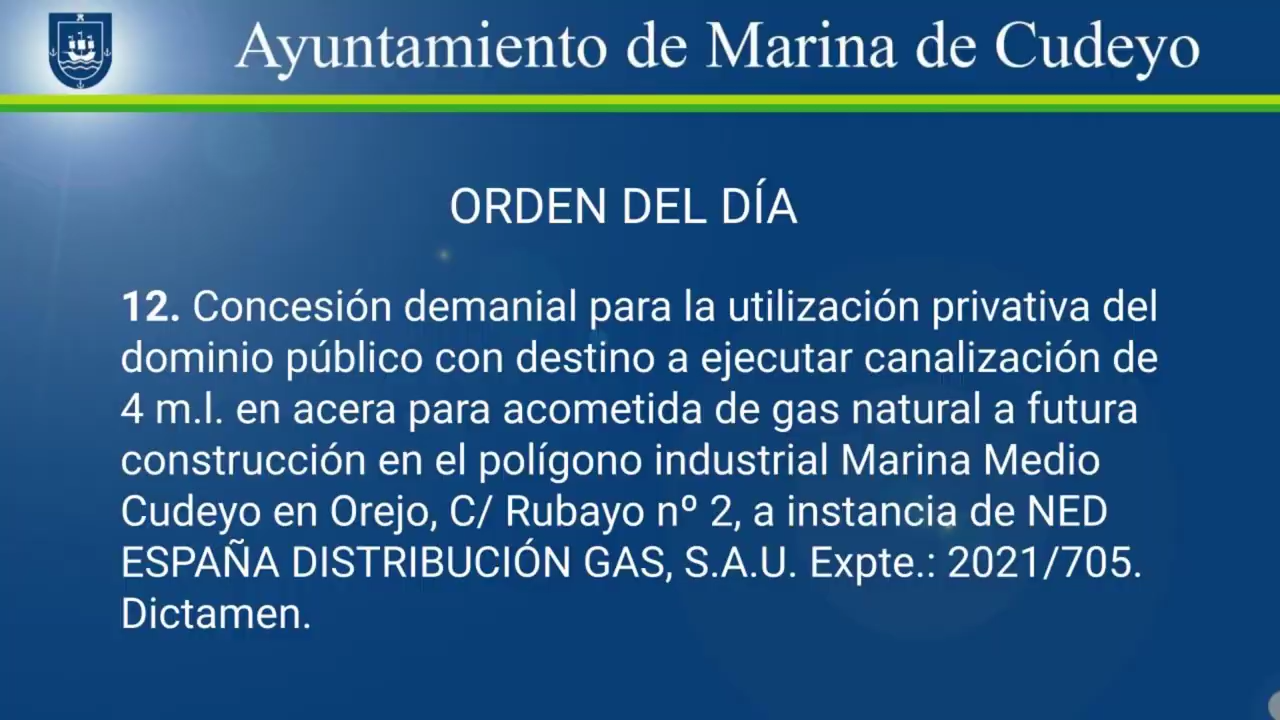 Ayuntamiento de Marina de Cudeyo
ORDEN DEL DÍA
12. Concesión demanial para la utilización privativa del
dominio público con destino a ejecutar canalización de
4 m.l. en acera para acometida de gas natural a futura
construcción en el polígono industrial Marina Medio
Cudeyo en Orejo, C/ Rubayo nº 2, a instancia de NED
ESPAÑA DISTRIBUCIÓN GAS, S.A.U. Expte.: 2021/705.
Dictamen.